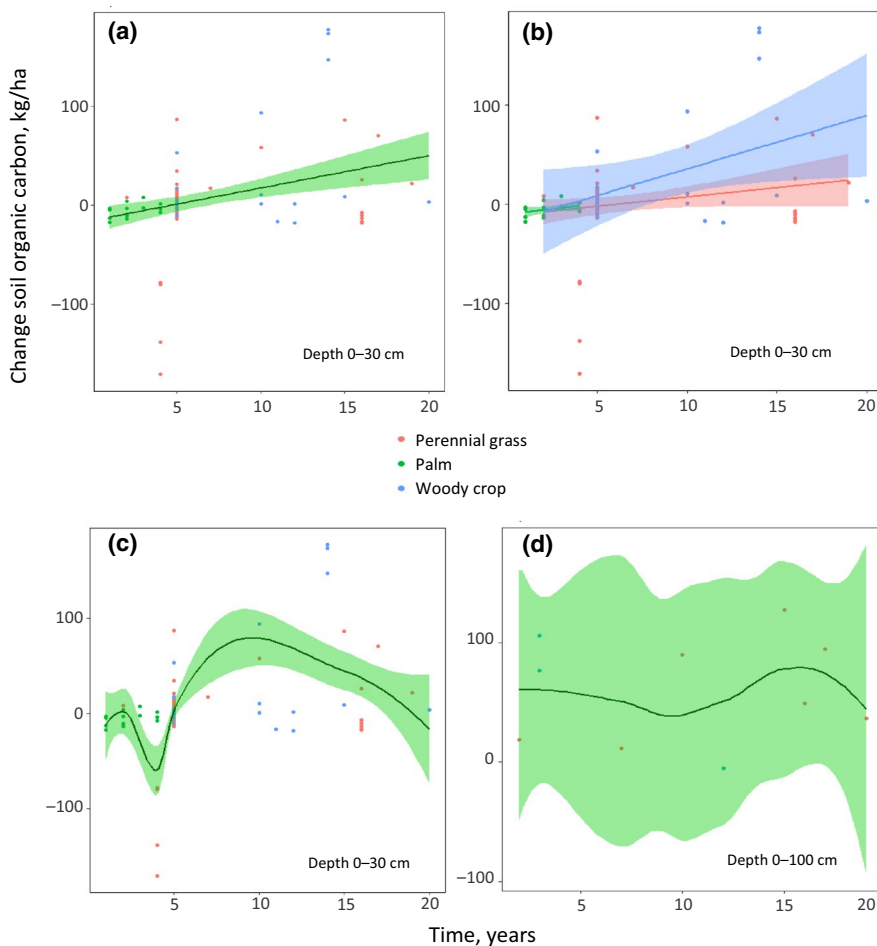 (a)
(b)
Change soil organic carbon, kg/ha
100
0
−100
100
0
−100
Depth 0–30 cm
Depth 0–30 cm
5
10
15
20
5
10
15
20
Perennial grass
Palm
Woody crop
(c)
(d)
100
0
−100
100
0
−100
Depth 0–30 cm
Depth 0–100 cm
5
10
15
20
5
10
15
20
Time, years